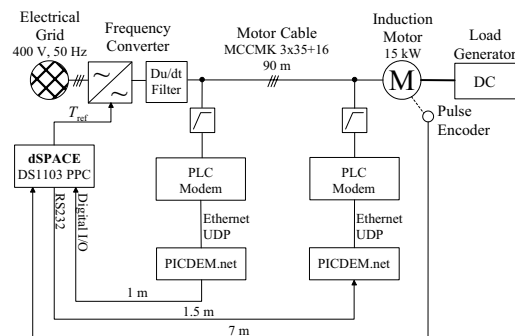 Electrical
Grid
400 V, 50 Hz
Frequency
Converter
Du/dt
Filter
Motor Cable
MCCMK 3x35+16
90 m
Induction
Motor
15 kW
M
Load
Generator
DC
Pulse
Encoder
Tref
dSPACE
DS1103 PPC
RS232
Digital I/O
PLC
Modem
Ethernet
UDP
PICDEM.net
PLC
Modem
Ethernet
UDP
PICDEM.net
1 m
1.5 m
7 m